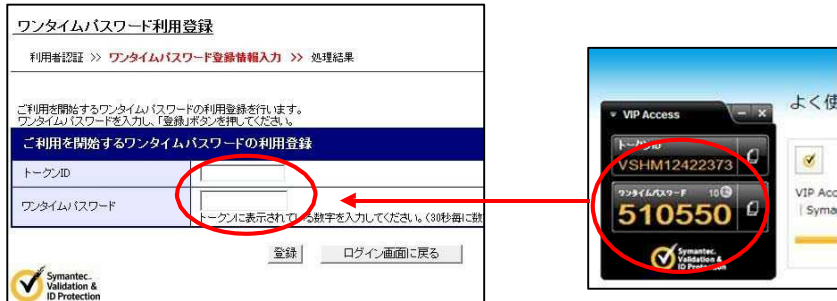 ワンタイムパスワード利用登録
利用者認証 >> ワンタイムパスワード登録情報入力 >> 処理結果
ご利用を開始するワンタイムパスワードの利用登録を行います。
ワンタイムパスワードを入力し、「登録」ボタンを押してください。
ご利用を開始するワンタイムパスワードの利用登録
トークンID
ワンタイムパスワード
トークンに表示されている数字を入力してください。(30秒毎に数
登録
ログイン画面に戻る
Symantec.
Validation &
ID Protection
よく使
VIP Access
トークンID
VSHM12422373
ワンタイムパスワード 10
510550
Symantec.
Validation &
ID Protection
VIP Acc
| Syma